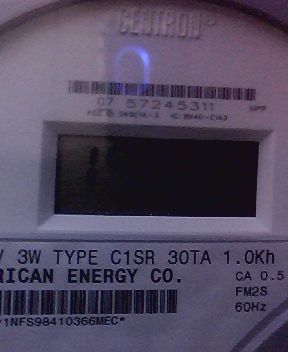 CENTRON®
07 57245311
3W TYPE C1SR 30TA 1.0Kh
RICAN ENERGY CO. CA 0.5
FM2S
60Hz
1NFS98410366MEC*